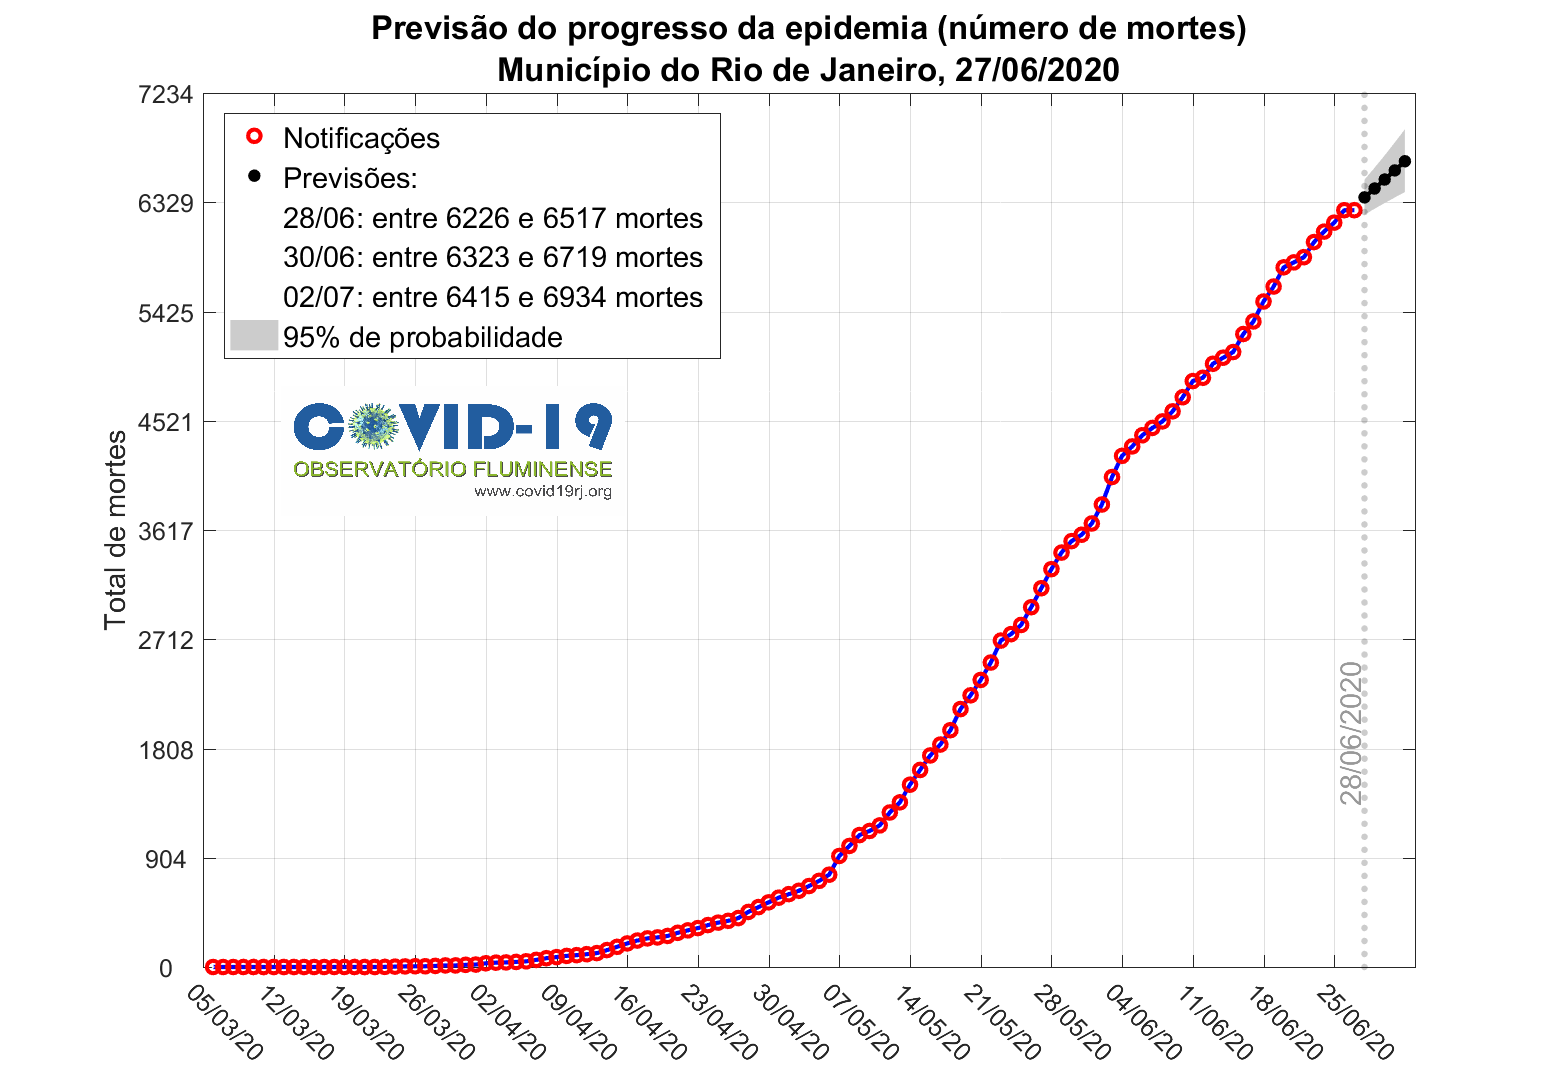 Previsão do progresso da epidemia (número de mortes)
Município do Rio de Janeiro, 27/06/2020
Notificações
Previsões:
28/06: entre 6226 e 6517 mortes
30/06: entre 6323 e 6719 mortes
02/07: entre 6415 e 6934 mortes
95% de probabilidade
COVID-19
OBSERVATÓRIO FLUMINENSE
www.covid19rj.org
Total de mortes
7234
6329
5425
4521
3617
2712
1808
904
0
28/06/2020
05/03/20
12/03/20
19/03/20
26/03/20
02/04/20
09/04/20
16/04/20
23/04/20
30/04/20
07/05/20
14/05/20
21/05/20
28/05/20
04/06/20
11/06/20
18/06/20
25/06/20